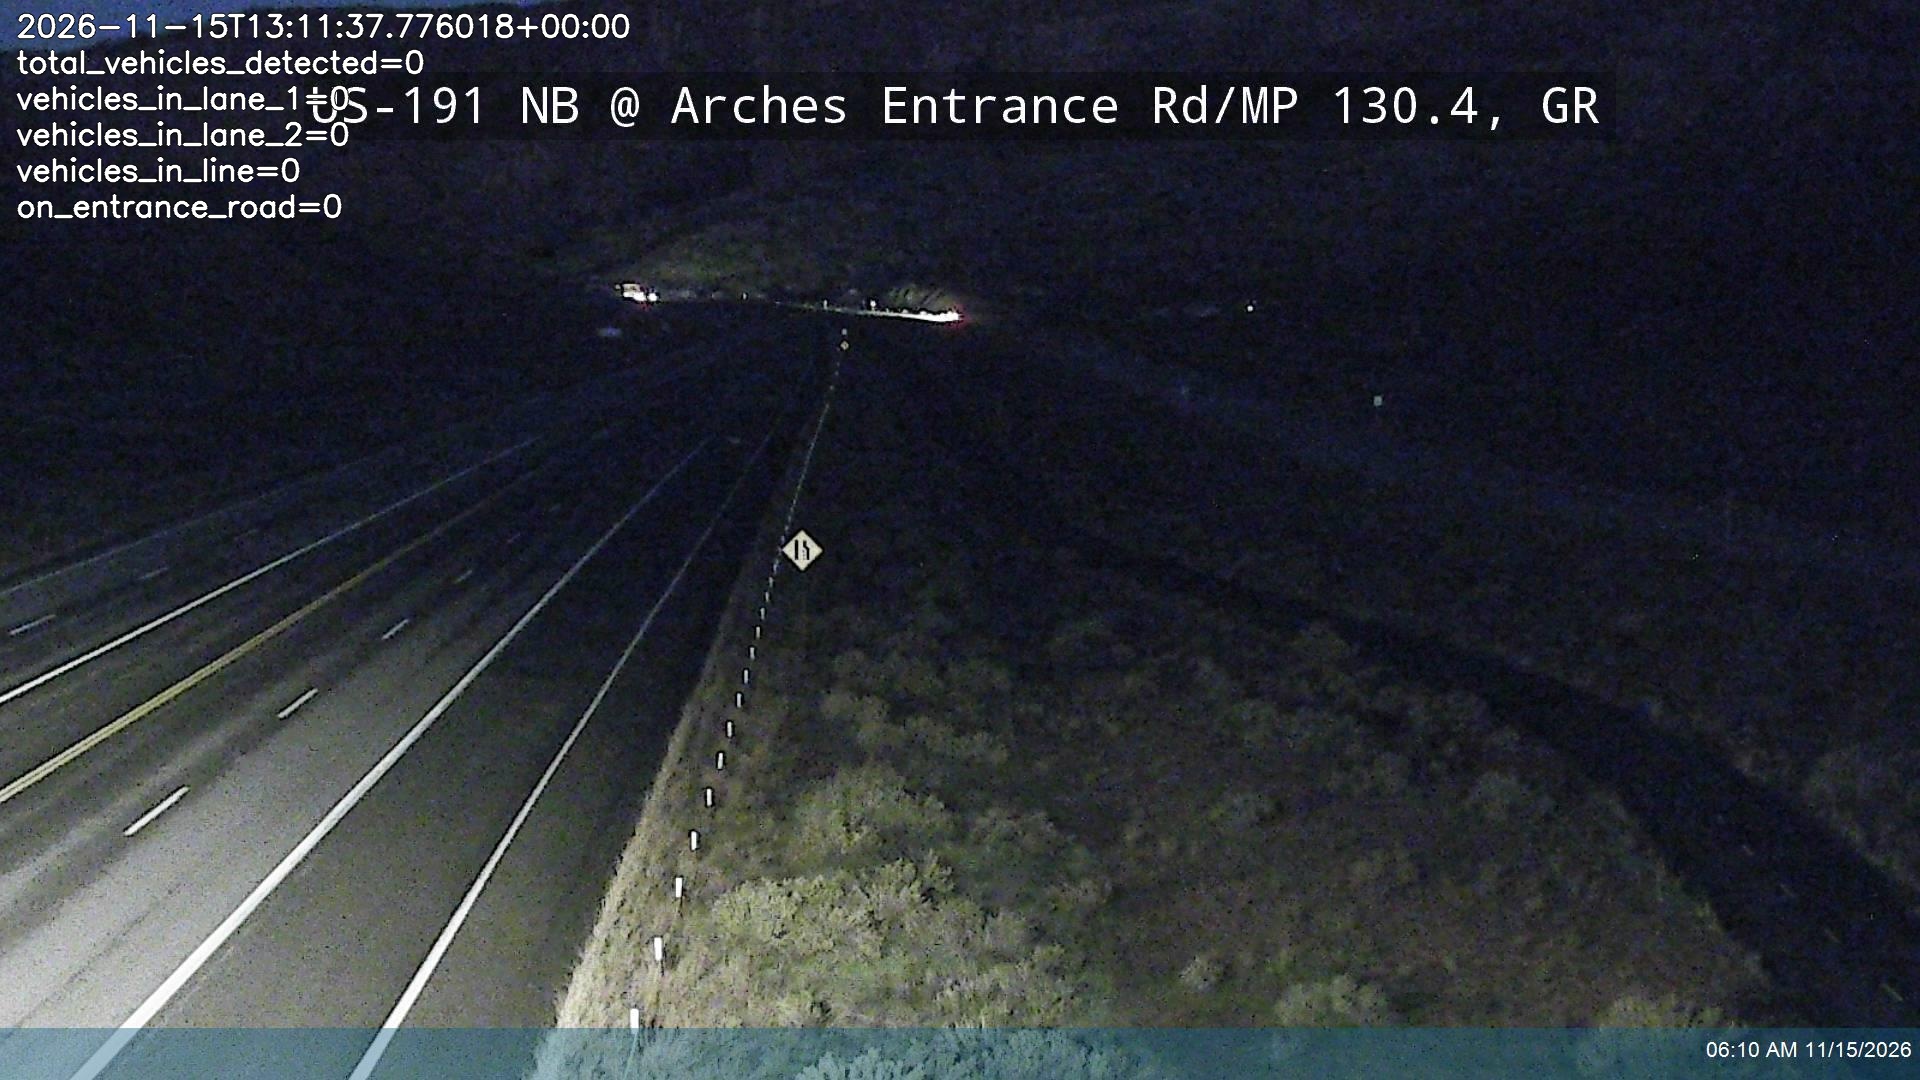 2026-11-15T13:11:37.776018+00:00
total_vehicles_detected=0
vehicles_in_lane_1=0
US-191 NB @ Arches Entrance Rd/MP 130.4, GR
vehicles_in_lane_2=0
vehicles_in_line=0
on_entrance_road=0
06:10 AM 11/15/2026